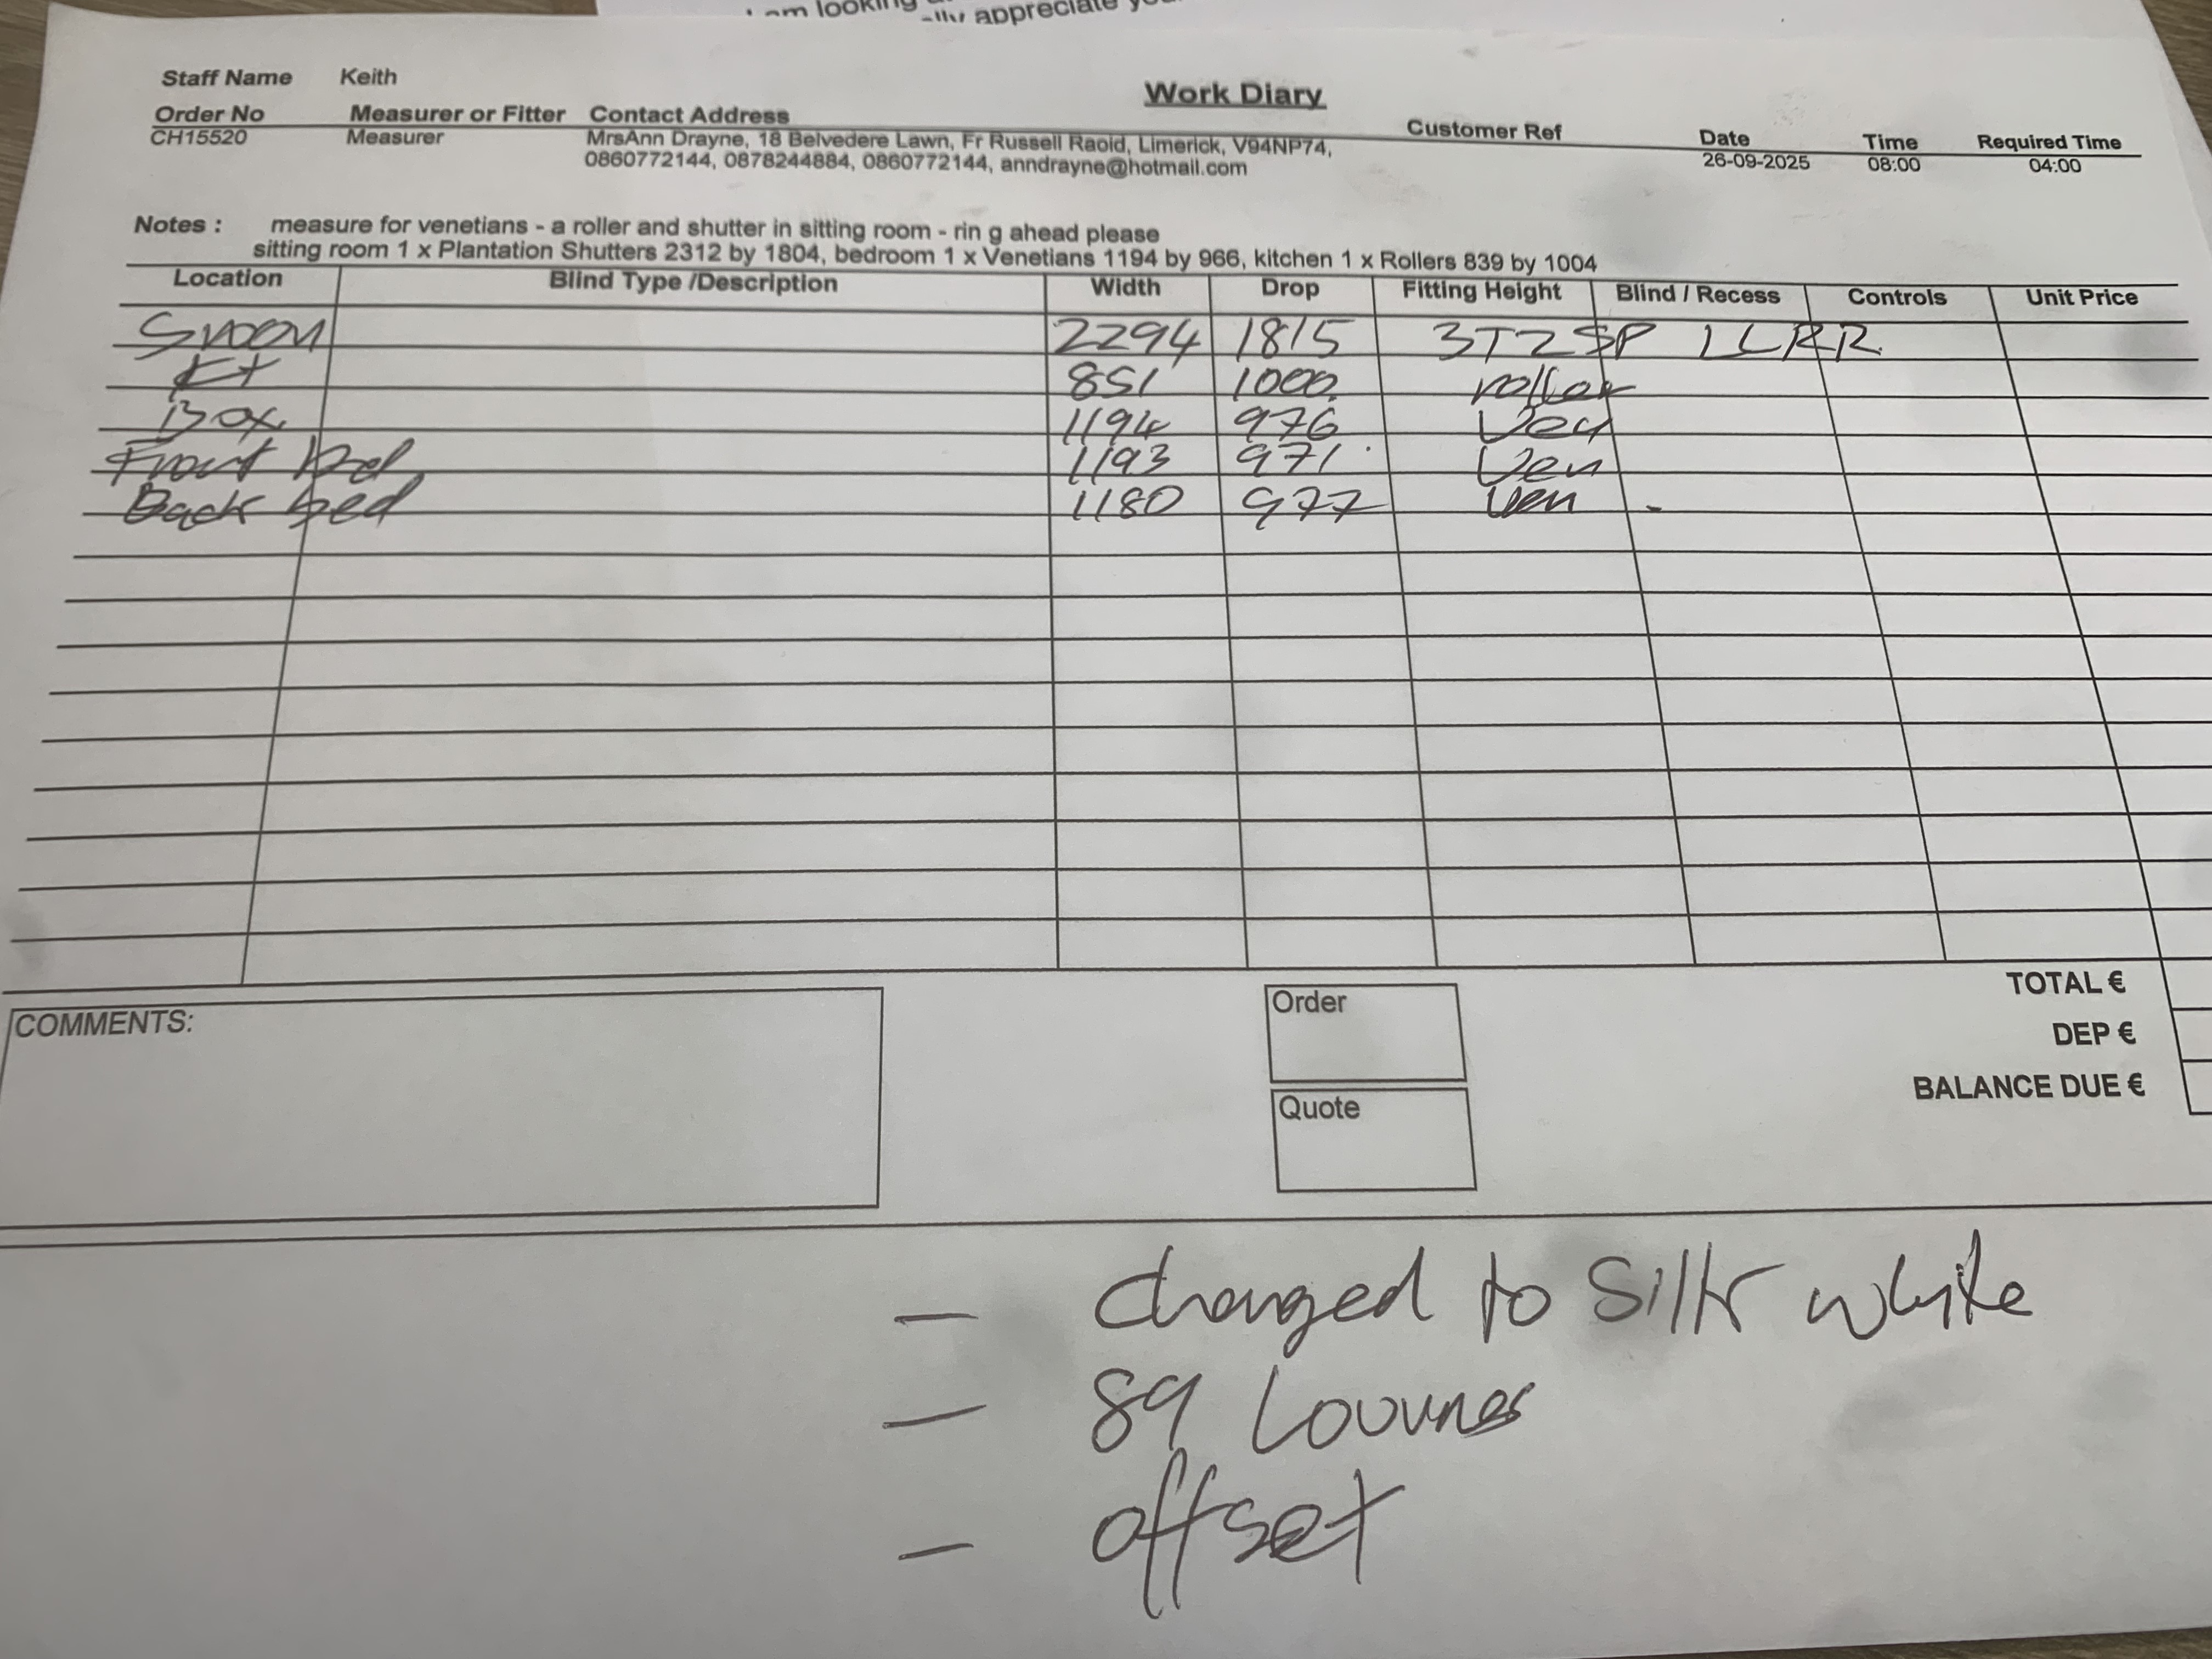 am looking
ally appreciate
Work Diary
Staff Name Keith
Order No Measurer or Fitter Contact Address Customer Ref Date Time Required Time
CH15520 Measurer MrsAnn Drayne, 18 Belvedere Lawn, Fr Russell Raoid, Limerick, V94NP74, 26-09-2025 08:00 04:00
0860772144, 0878244884, 0860772144, anndrayne@hotmail.com
Notes : measure for venetians - a roller and shutter in sitting room - rin g ahead please
sitting room 1 x Plantation Shutters 2312 by 1804, bedroom 1 x Venetians 1194 by 966, kitchen 1 x Rollers 839 by 1004
Location Blind Type /Description Width Drop Fitting Height Blind / Recess Controls Unit Price
Sroom 2294 1815 3T2SP LLRR
Kt 851 1000 roller
Box 1194 976 Ven
Front bed 1193 971 Ven
Back bed 1180 977 Ven -
COMMENTS:
Order
Quote
TOTAL €
DEP €
BALANCE DUE €
— changed to Silk white
— 89 Louvres
— offset